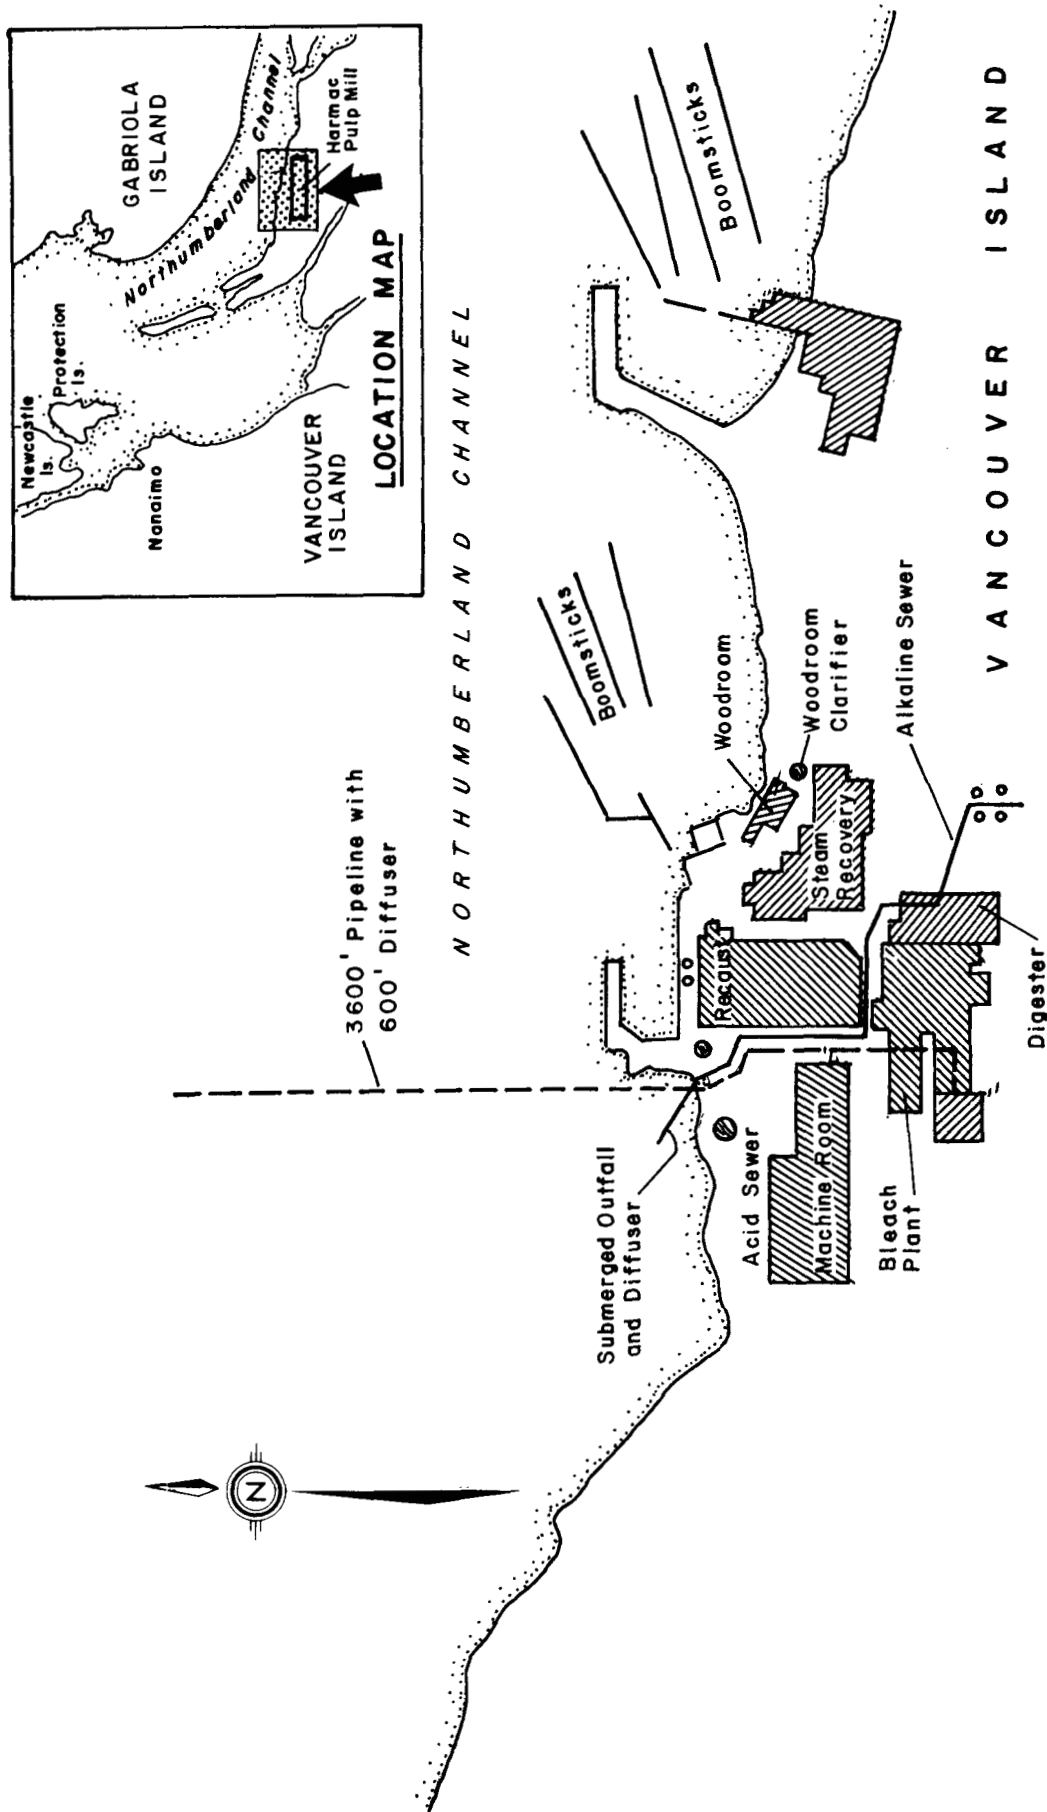 GABRIOLA
ISLAND
Northumberland Channel
Harmac
Pulp Mill
Newcastle
Is.
Protection
Is.
Nanaimo
VANCOUVER
ISLAND
LOCATION MAP
NORTHUMBERLAND CHANNEL
3600' Pipeline with
600' Diffuser
Boomsticks
Boomsticks
Woodroom
Woodroom
Clarifier
Alkaline Sewer
VANCOUVER ISLAND
Steam
Recovery
Recaust
Digester
Submerged Outfall
and Diffuser
Acid Sewer
Machine Room
Bleach
Plant
N